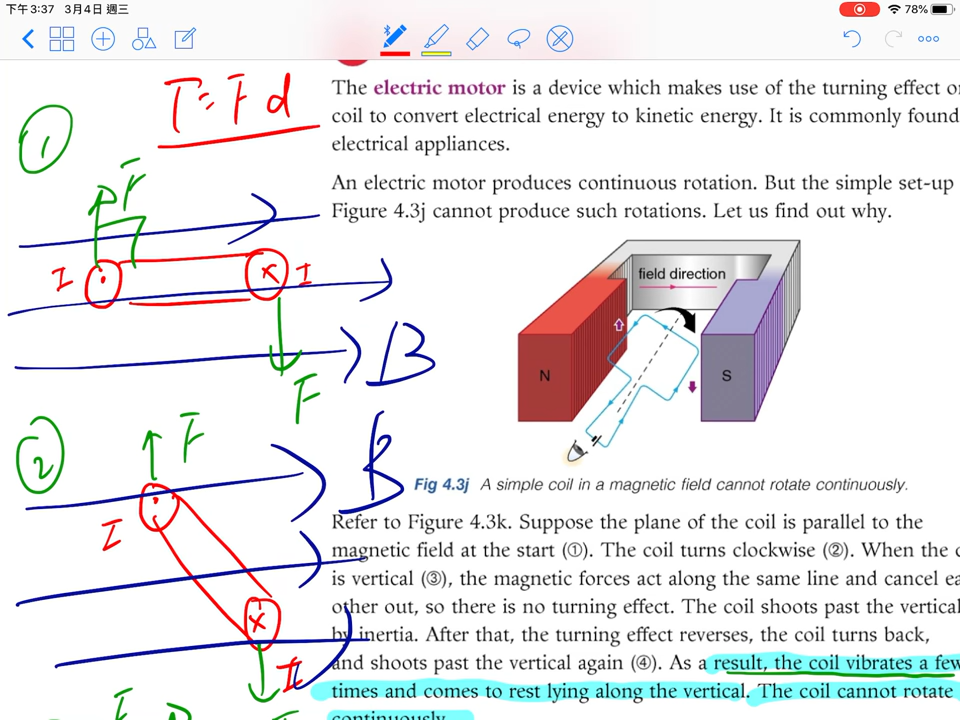 下午3:37 3月4日 週三
78%
The electric motor is a device which makes use of the turning effect on
coil to convert electrical energy to kinetic energy. It is commonly found
electrical appliances.
An electric motor produces continuous rotation. But the simple set-up
Figure 4.3j cannot produce such rotations. Let us find out why.
field direction
N
S
Fig 4.3j A simple coil in a magnetic field cannot rotate continuously.
Refer to Figure 4.3k. Suppose the plane of the coil is parallel to the
magnetic field at the start (①). The coil turns clockwise (②). When the c
is vertical (③), the magnetic forces act along the same line and cancel ea
other out, so there is no turning effect. The coil shoots past the vertical
by inertia. After that, the turning effect reverses, the coil turns back,
and shoots past the vertical again (④). As a result, the coil vibrates a few
times and comes to rest lying along the vertical. The coil cannot rotate
continuously.
①
T = F d
F
I
I
B
F
②
F
B
I
I